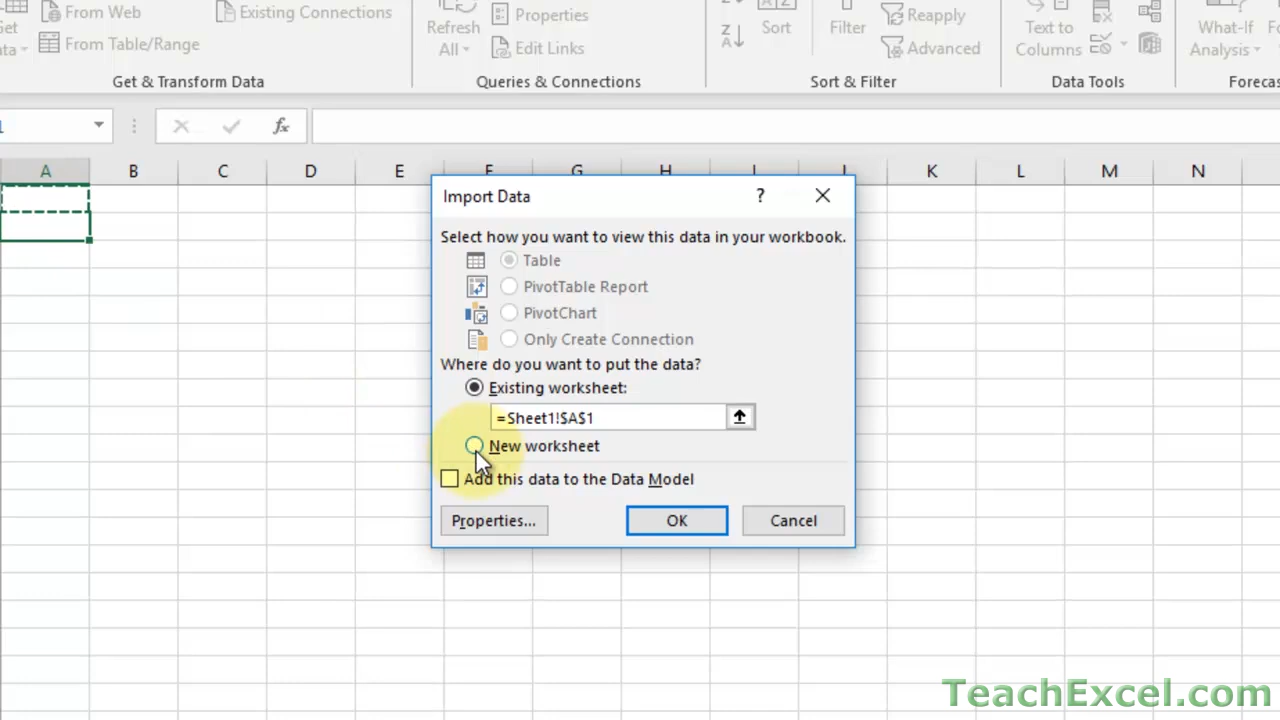 From Web
Existing Connections
Get
From Table/Range
Refresh
All
Properties
Edit Links
Sort
Filter
Reapply
Advanced
Text to
Columns
What-If
Analysis
Get & Transform Data
Queries & Connections
Sort & Filter
Data Tools
Forecas
fx
A B C D E F G H I J K L M N
Import Data ?
Select how you want to view this data in your workbook.
Table
PivotTable Report
PivotChart
Only Create Connection
Where do you want to put the data?
Existing worksheet:
=Sheet1!$A$1
New worksheet
Add this data to the Data Model
Properties...
OK
Cancel
TeachExcel.com